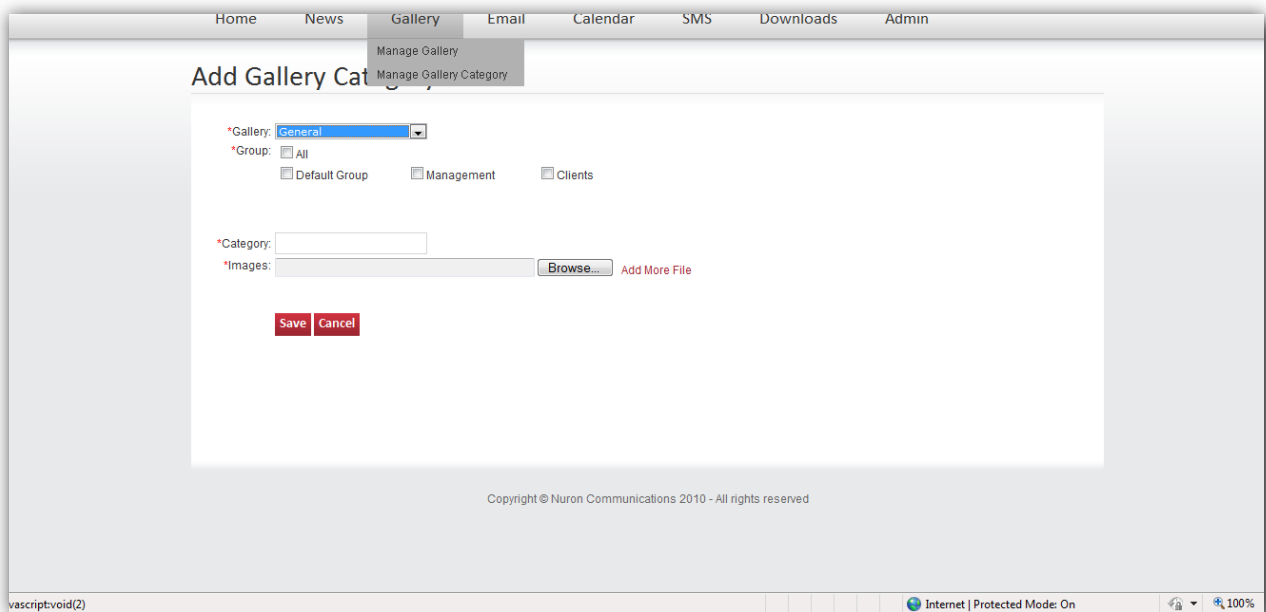 Home News Gallery Email Calendar SMS Downloads Admin
Manage Gallery
Manage Gallery Category
Add Gallery Cat
*Gallery: General
*Group: All
Default Group Management Clients
*Category:
*Images: Browse... Add More File
Save Cancel
Copyright © Nuron Communications 2010 - All rights reserved
vascript:void(2) Internet | Protected Mode: On 100%